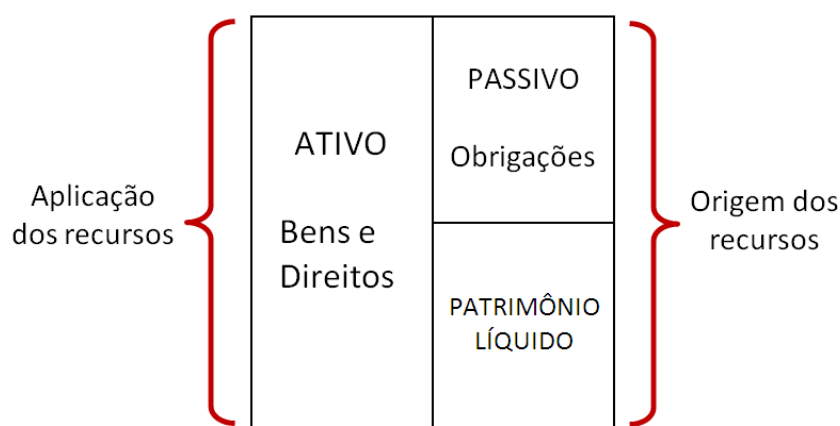 Aplicação
dos recursos
ATIVO
Bens e
Direitos
PASSIVO
Obrigações
PATRIMÔNIO
LÍQUIDO
Origem dos
recursos